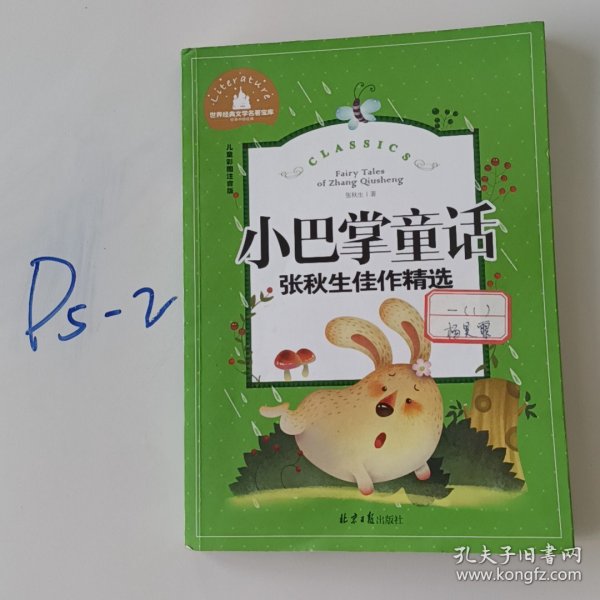 Literature
世界经典文学名著宝库
儿童彩图注音版
CLASSICS
Fairy Tales
of Zhang Qiusheng
张秋生｜著
小巴掌童话
张秋生佳作精选
一(1)
Ps-2
北京日报出版社
孔夫子旧书网
www.kongfz.com